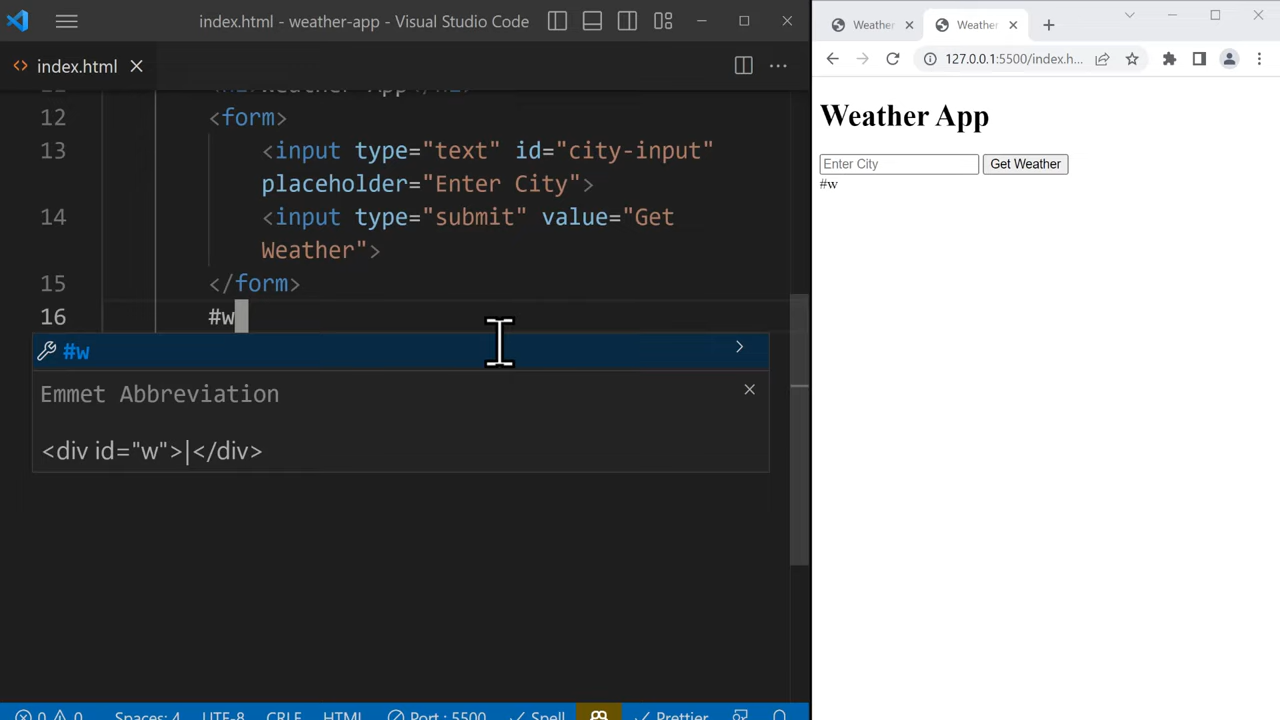 index.html - weather-app - Visual Studio Code
index.html
12 <form>
13 <input type="text" id="city-input"
placeholder="Enter City">
14 <input type="submit" value="Get
Weather">
15 </form>
16 #w
#w
Emmet Abbreviation
<div id="w">|</div>
0 0 Spaces: 4 UTF-8 CRLF HTML Port : 5500 Spell Prettier
Weather
Weather
127.0.0.1:5500/index.h...
Weather App
Enter City
Get Weather
#w